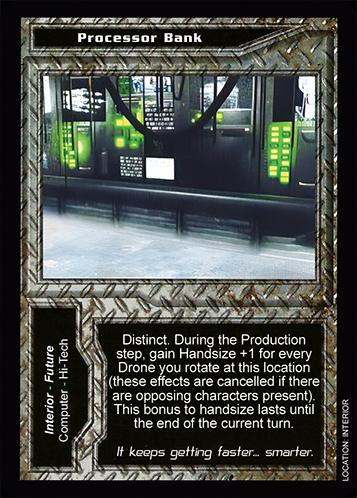 Processor Bank
Interior - Future
Computer - Hi-Tech
Distinct. During the Production
step, gain Handsize +1 for every
Drone you rotate at this location
(these effects are cancelled if there
are opposing characters present).
This bonus to handsize lasts until
the end of the current turn.
It keeps getting faster... smarter.
LOCATION: INTERIOR